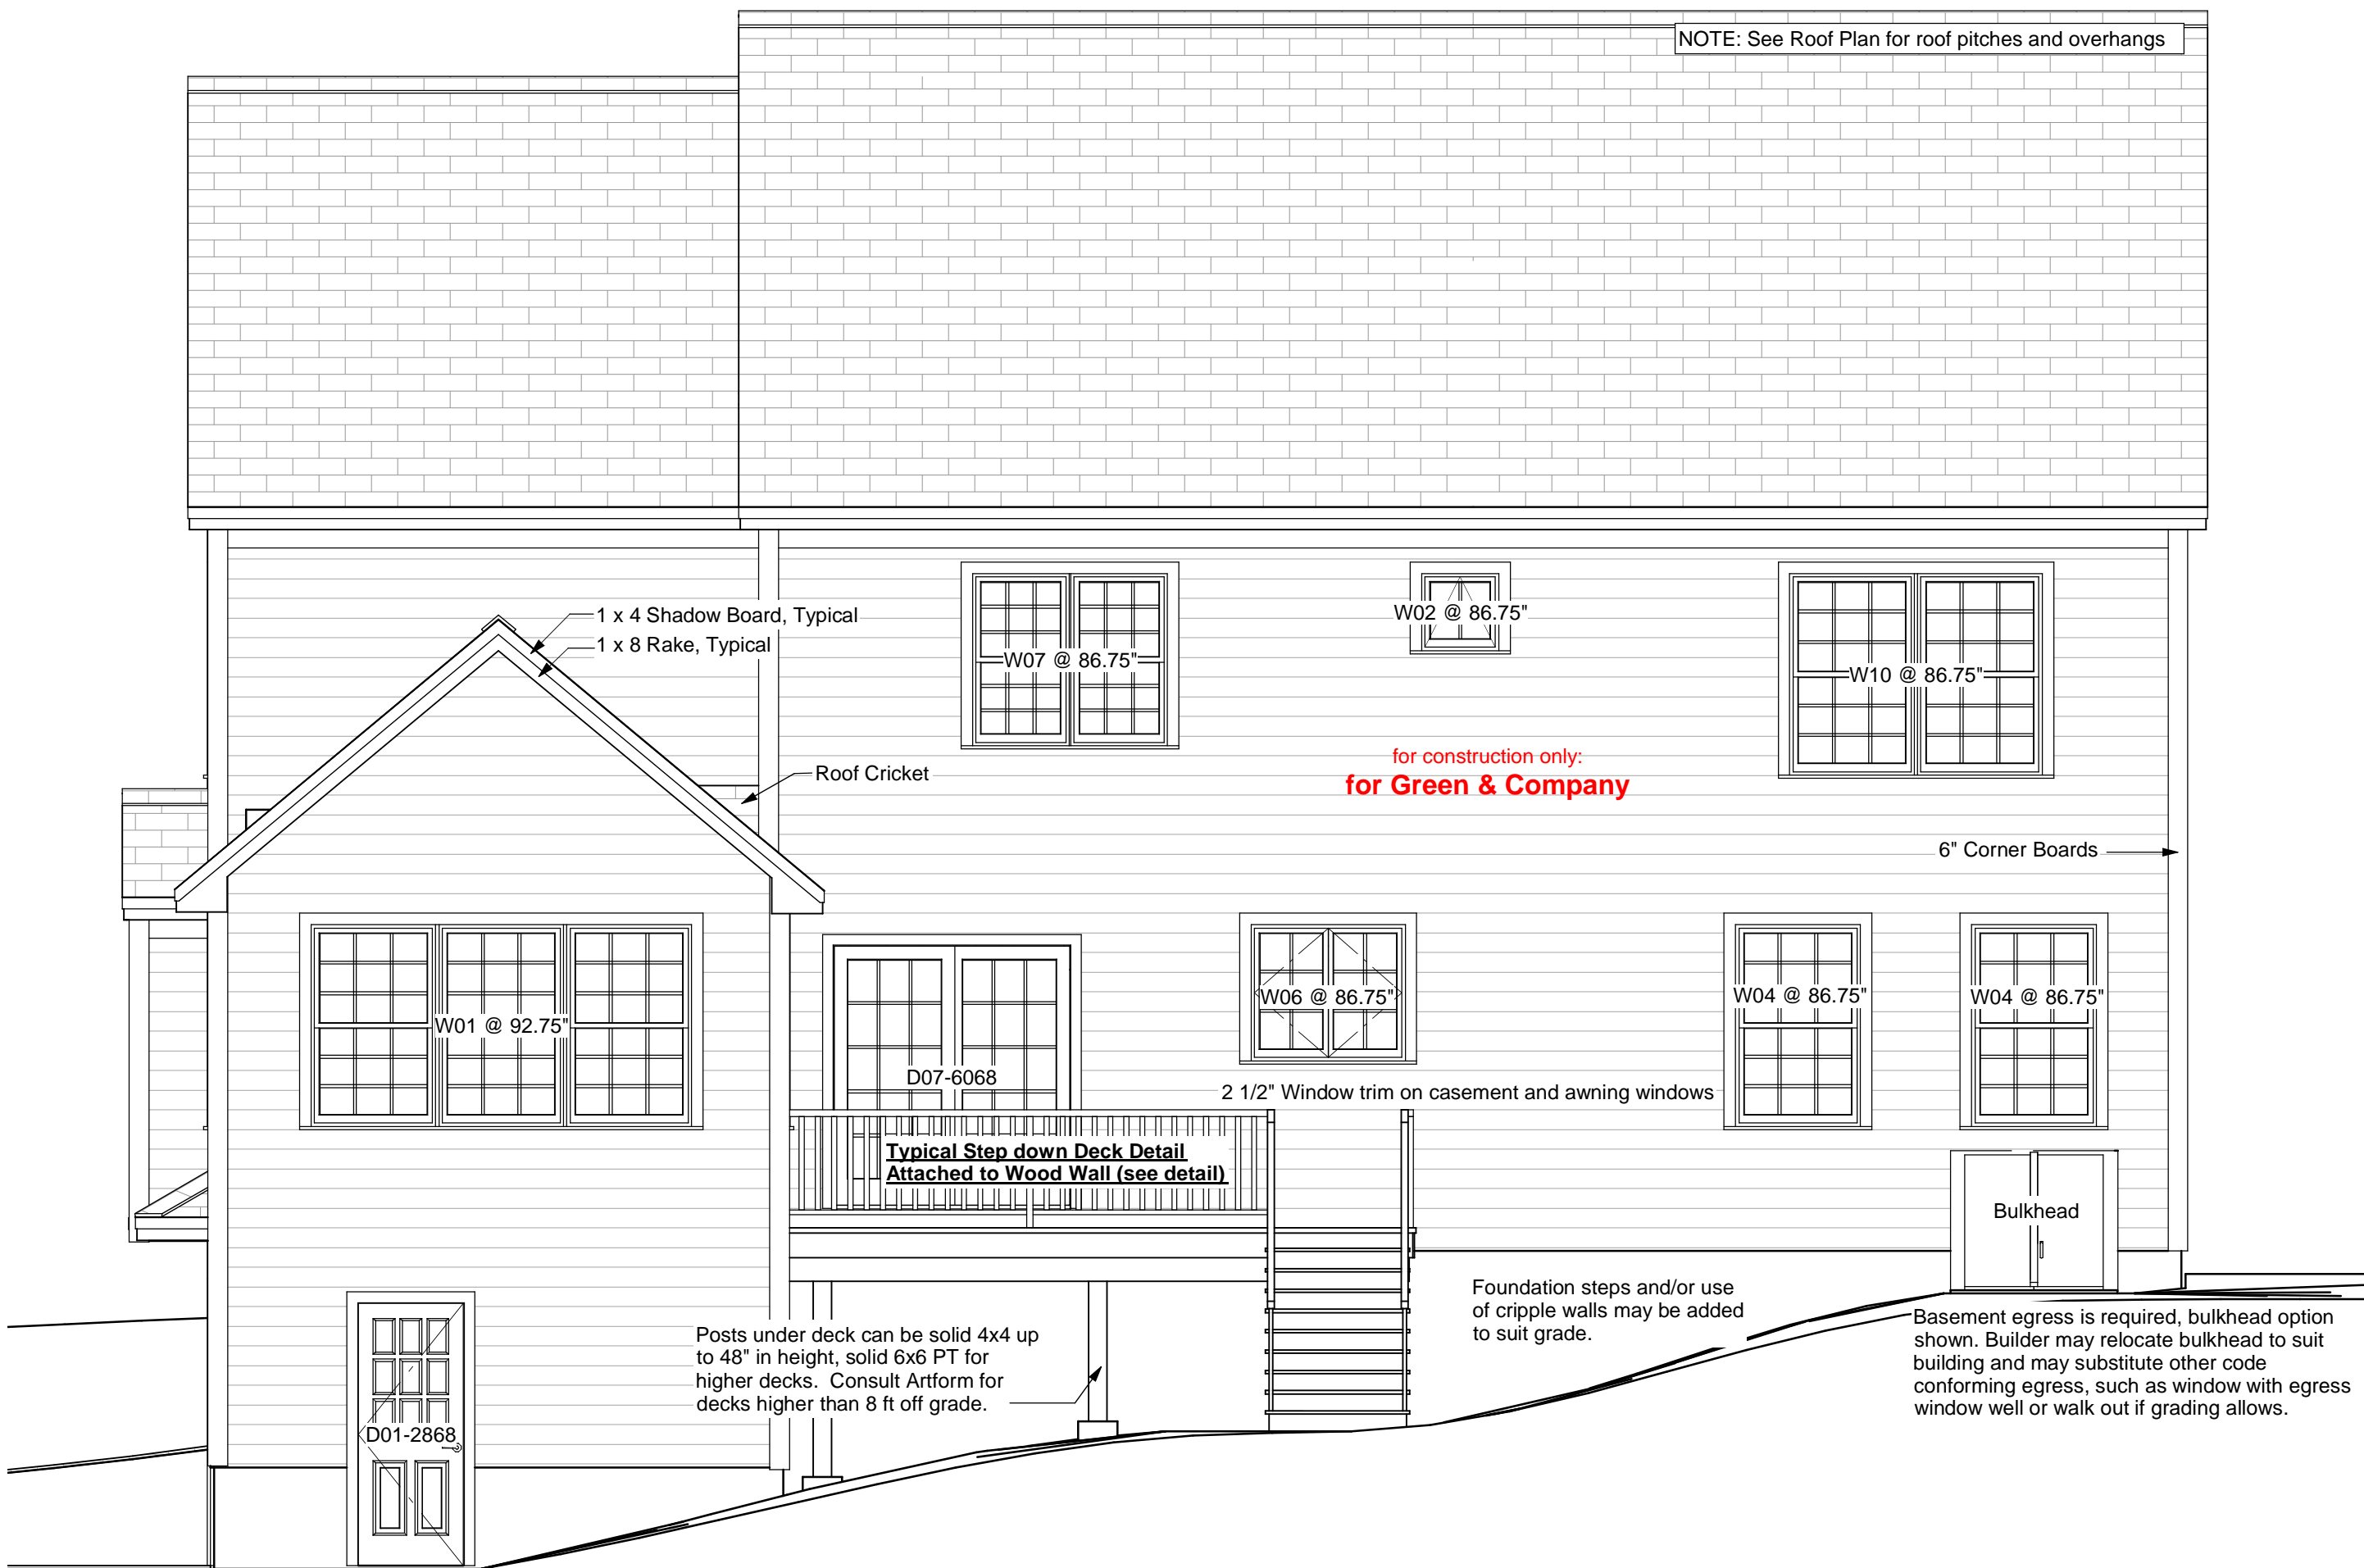 NOTE: See Roof Plan for roof pitches and overhangs
1 x 4 Shadow Board, Typical
1 x 8 Rake, Typical
W07 @ 86.75"
W02 @ 86.75"
W10 @ 86.75"
Roof Cricket
for construction only:
for Green & Company
6" Corner Boards
W01 @ 92.75"
D07-6068
W06 @ 86.75"
W04 @ 86.75"
W04 @ 86.75"
2 1/2" Window trim on casement and awning windows
Typical Step down Deck Detail
Attached to Wood Wall (see detail)
Bulkhead
Foundation steps and/or use
of cripple walls may be added
to suit grade.
Posts under deck can be solid 4x4 up
to 48" in height, solid 6x6 PT for
higher decks.  Consult Artform for
decks higher than 8 ft off grade.
Basement egress is required, bulkhead option
shown. Builder may relocate bulkhead to suit
building and may substitute other code
conforming egress, such as window with egress
window well or walk out if grading allows.
D01-2868